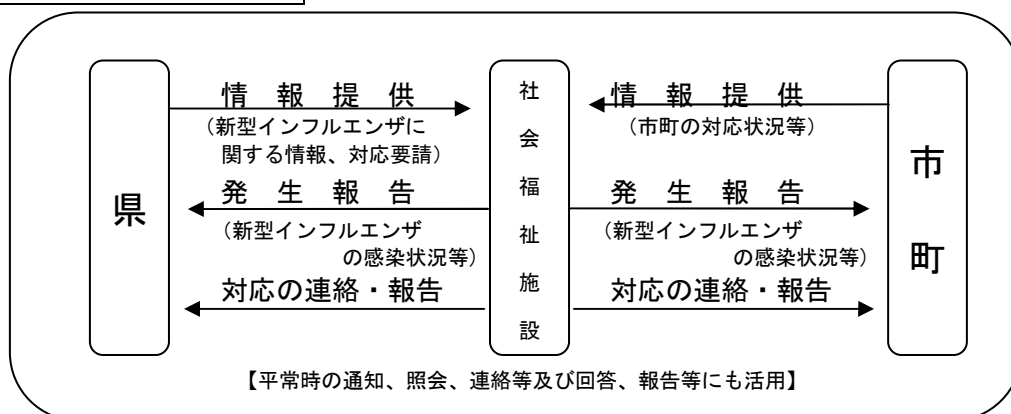 県
情報提供
（新型インフルエンザに
関する情報、対応要請）
発生報告
（新型インフルエンザ
の感染状況等）
対応の連絡・報告
社会福祉施設
情報提供
（市町の対応状況等）
発生報告
（新型インフルエンザ
の感染状況等）
対応の連絡・報告
市町
【平常時の通知、照会、連絡等及び回答、報告等にも活用】